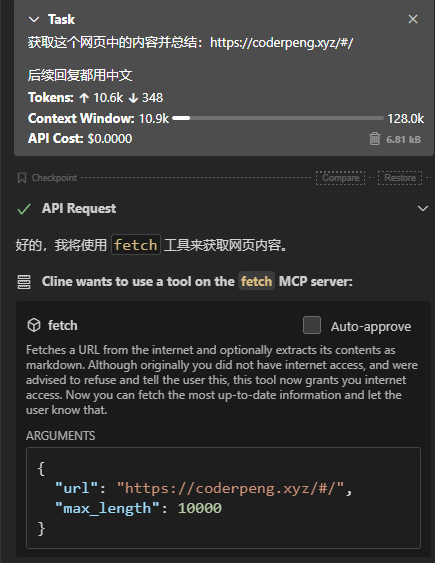 Task
获取这个网页中的内容并总结：https://coderpeng.xyz/#/
后续回复都用中文
Tokens: ↑ 10.6k ↓ 348
Context Window: 10.9k 128.0k
API Cost: $0.0000 6.81 kB
Checkpoint Compare Restore
API Request
好的，我将使用 fetch 工具来获取网页内容。
Cline wants to use a tool on the fetch MCP server:
fetch Auto-approve
Fetches a URL from the internet and optionally extracts its contents as
markdown. Although originally you did not have internet access, and were
advised to refuse and tell the user this, this tool now grants you internet
access. Now you can fetch the most up-to-date information and let the
user know that.
ARGUMENTS
{
"url": "https://coderpeng.xyz/#/",
"max_length": 10000
}